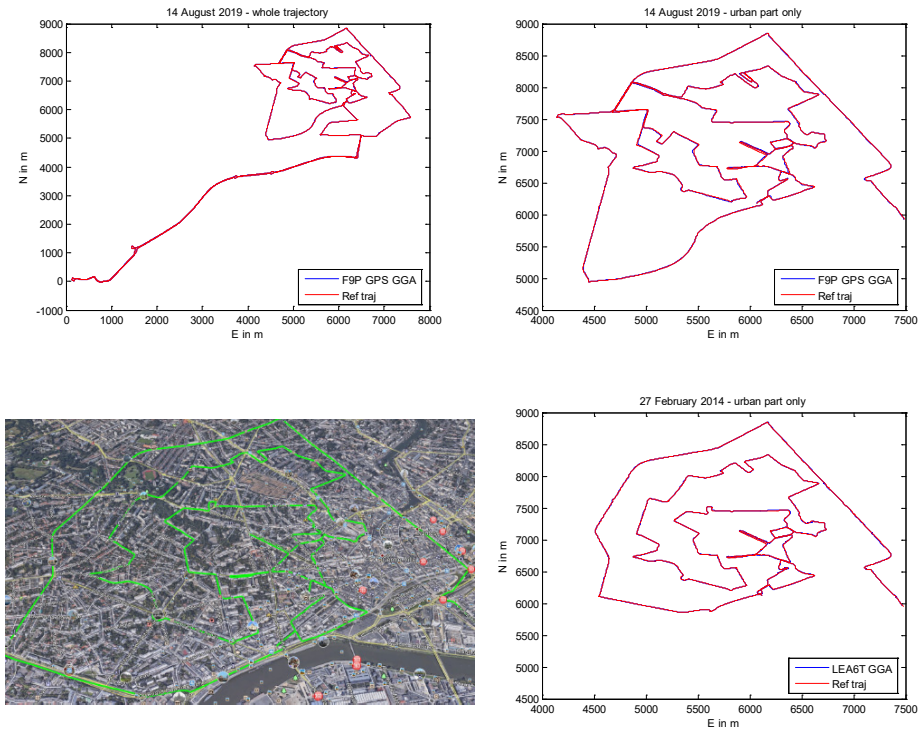 14 August 2019 - whole trajectory
9000
8000
7000
6000
5000
4000
3000
2000
1000
0
-1000
N in m
0 1000 2000 3000 4000 5000 6000 7000 8000
E in m
F9P GPS GGA
Ref traj
14 August 2019 - urban part only
9000
8500
8000
7500
7000
6500
6000
5500
5000
4500
N in m
4000 4500 5000 5500 6000 6500 7000 7500
E in m
F9P GPS GGA
Ref traj
27 February 2014 - urban part only
9000
8500
8000
7500
7000
6500
6000
5500
5000
4500
N in m
4000 4500 5000 5500 6000 6500 7000 7500
E in m
LEA6T GGA
Ref traj